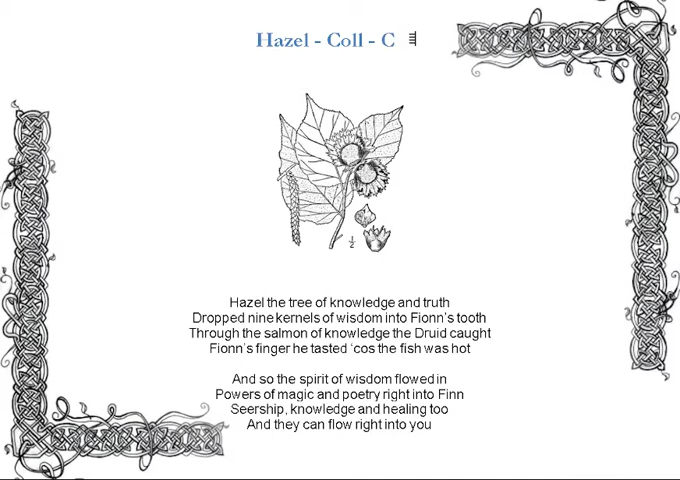 Hazel - Coll - C
½
Hazel the tree of knowledge and truth
Dropped nine kernels of wisdom into Fionn's tooth
Through the salmon of knowledge the Druid caught
Fionn's finger he tasted 'cos the fish was hot
And so the spirit of wisdom flowed in
Powers of magic and poetry right into Finn
Seership, knowledge and healing too
And they can flow right into you